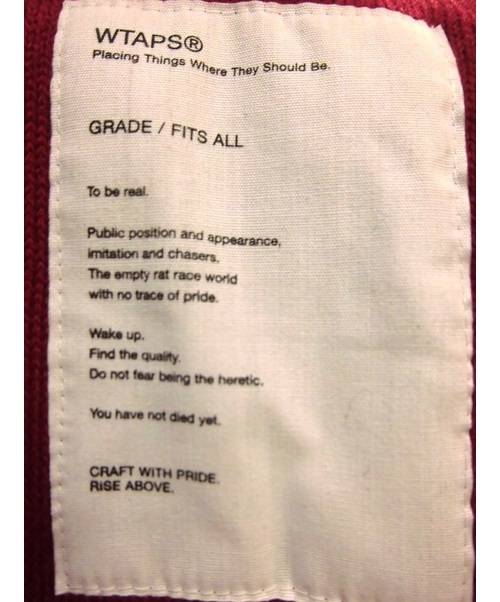 WTAPS®
Placing Things Where They Should Be.
GRADE / FITS ALL
To be real.
Public position and appearance,
imitation and chasers.
The empty rat race world
with no trace of pride.
Wake up.
Find the quality.
Do not fear being the heretic.
You have not died yet.
CRAFT WITH PRIDE.
RISE ABOVE.